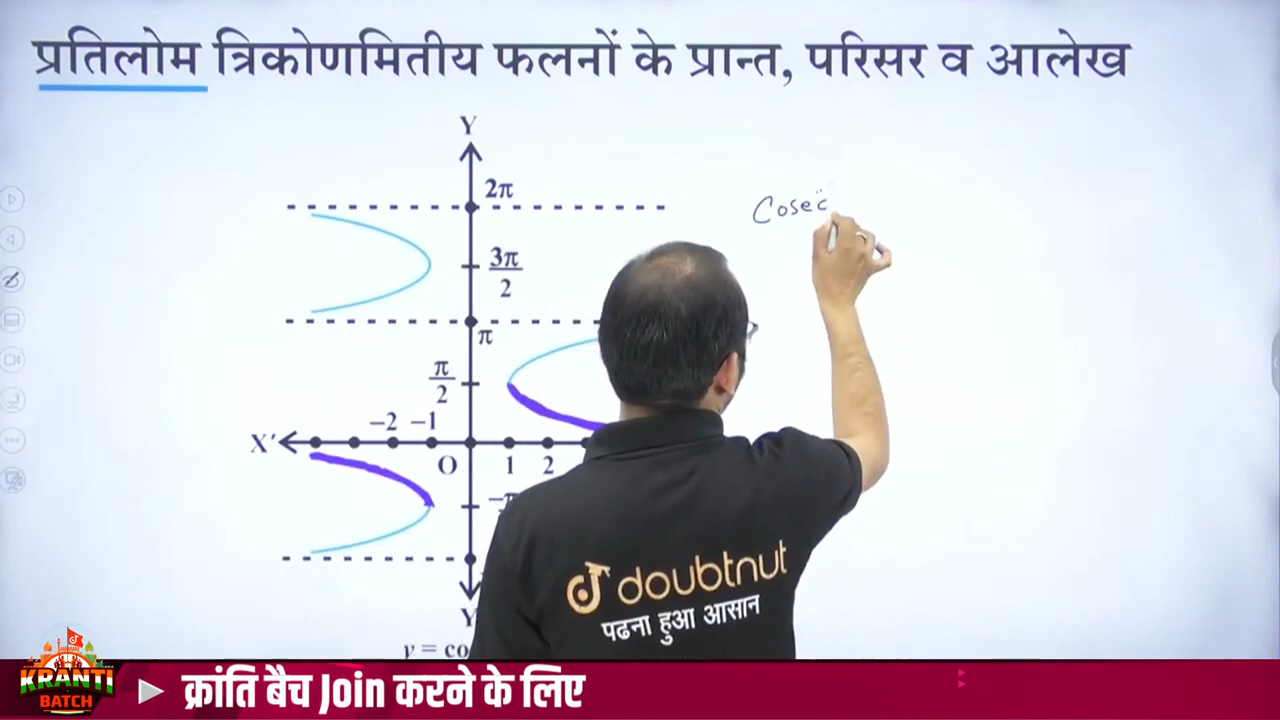 प्रतिलोम त्रिकोणमितीय फलनों के प्रान्त, परिसर व आलेख
Y
2π
Cosec
3π
2
π
π
2
−2 −1
X′
O 1 2
−π
Y
y = co
doubtnut
पढना हुआ आसान
KRANTI
BATCH
क्रांति बैच Join करने के लिए